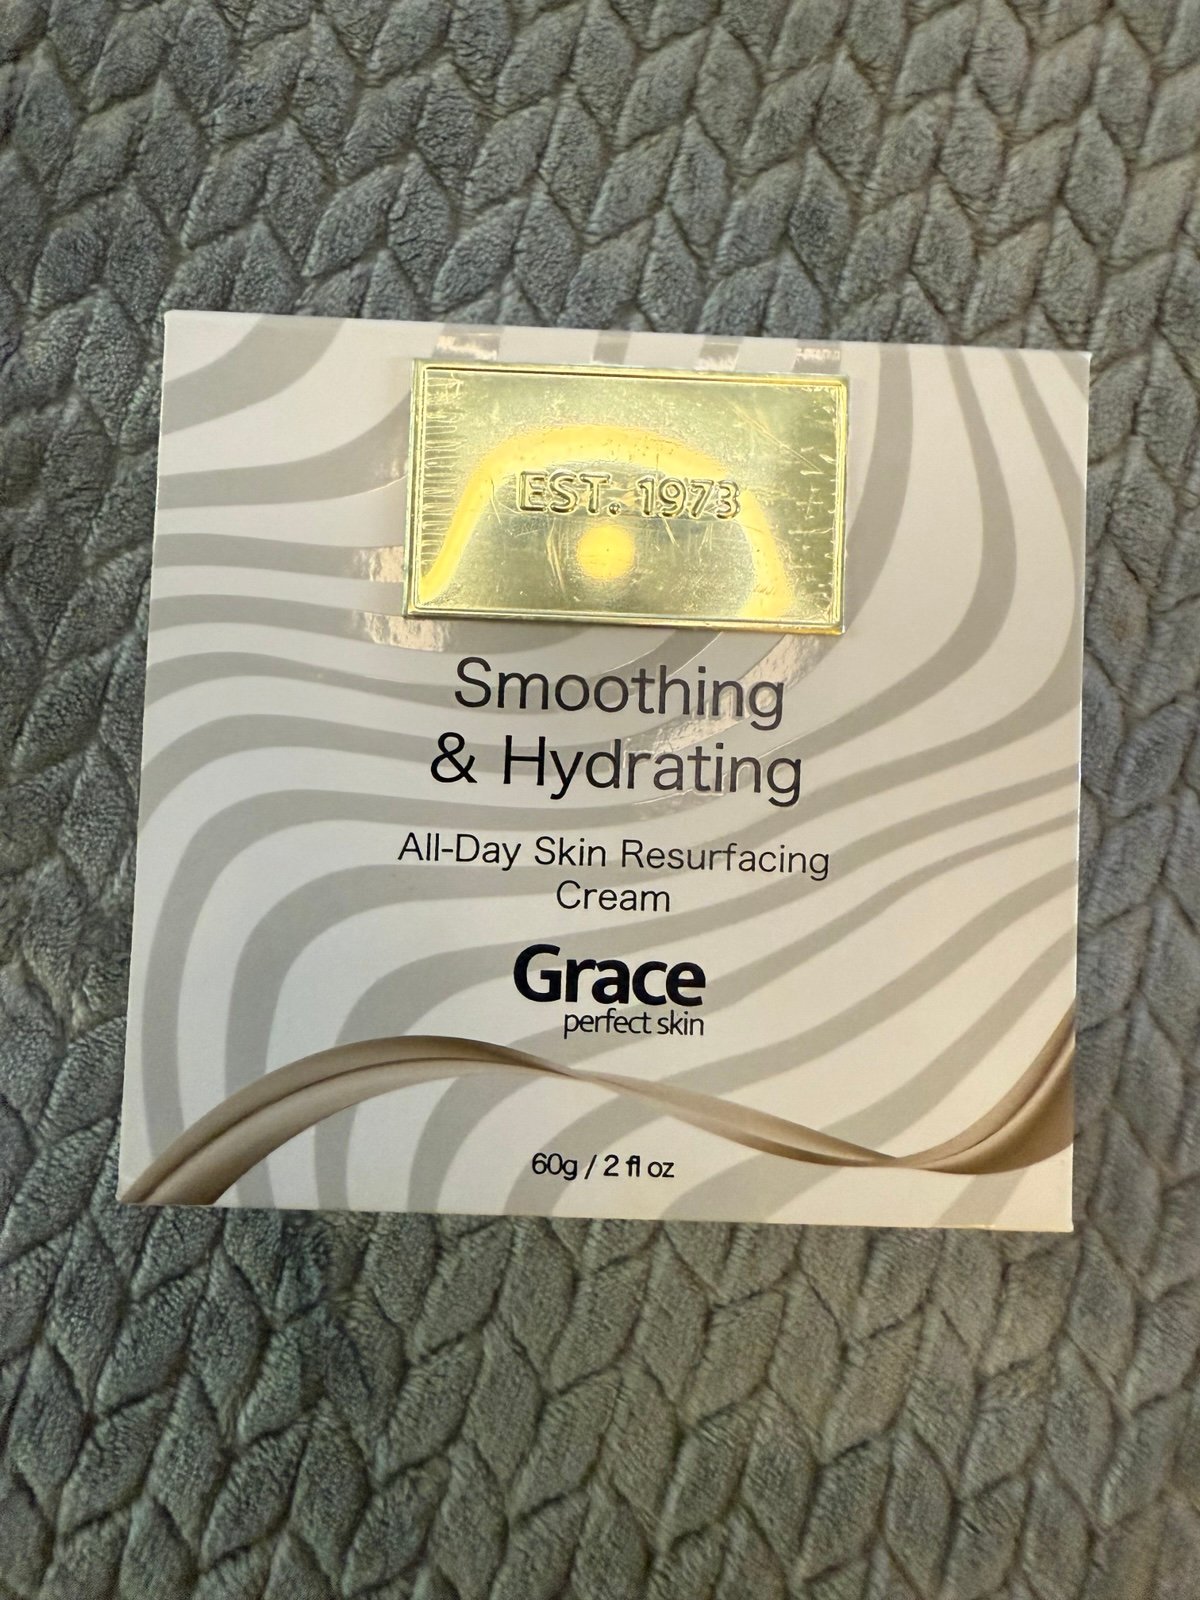 EST. 1973
Smoothing
& Hydrating
All-Day Skin Resurfacing
Cream
Grace
perfect skin
60g / 2 fl oz